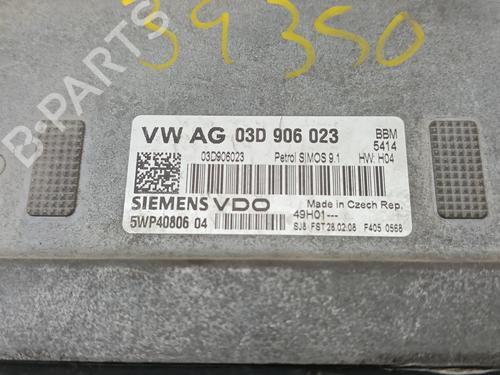 39350
VW AG 03D 906 023 BBM
5414
03D906023 Petrol SIMOS 9.1 HW: H04
SIEMENS VDO Made in Czech Rep.
49H01---
5WP40806 04 SJ8 FST 26.02.08 F405 0568
B-PARTS